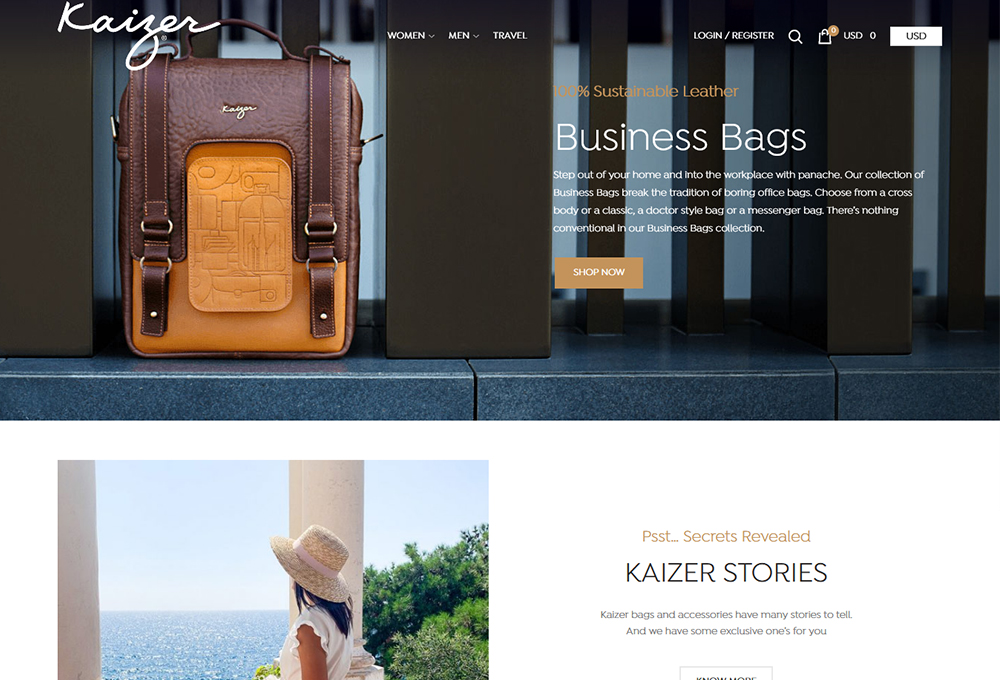 Kaizer
®
WOMEN MEN TRAVEL LOGIN / REGISTER 0 USD 0 USD
Kaizer
100% Sustainable Leather
Business Bags
Step out of your home and into the workplace with panache. Our collection of
Business Bags break the tradition of boring office bags. Choose from a cross
body or a classic, a doctor style bag or a messenger bag. There's nothing
conventional in our Business Bags collection.
SHOP NOW
Psst... Secrets Revealed
KAIZER STORIES
Kaizer bags and accessories have many stories to tell.
And we have some exclusive one's for you
KNOW MORE